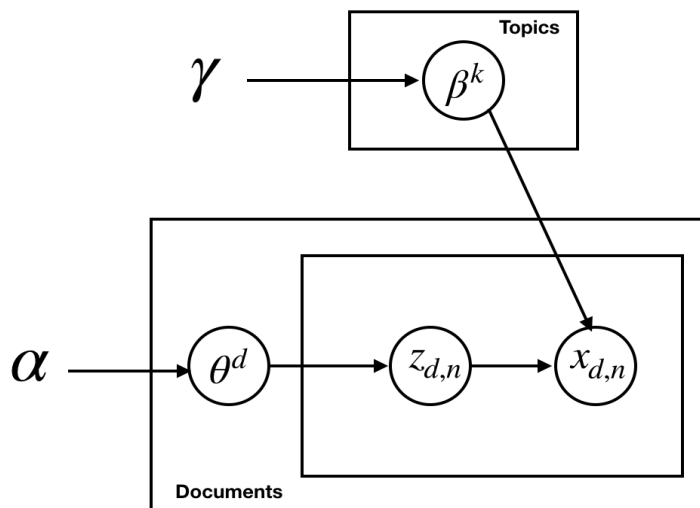 Topics
γ
β^k
α
θ^d
z_{d,n}
x_{d,n}
Documents